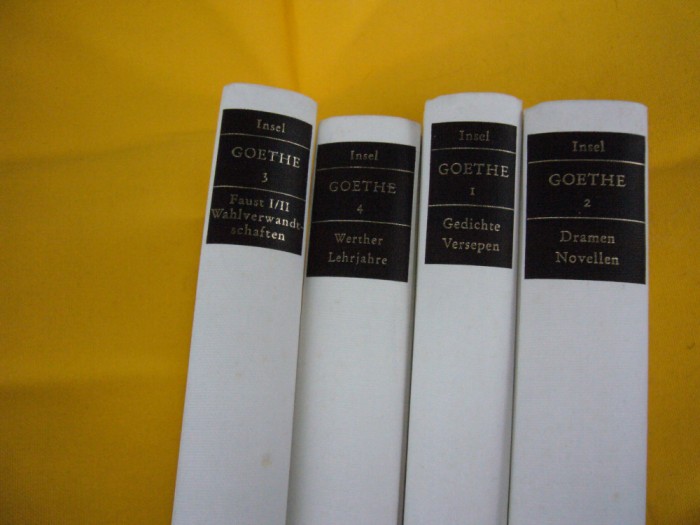 Insel
GOETHE
3
Faust I/II
Wahlverwandt-
schaften
Insel
GOETHE
4
Werther
Lehrjahre
Insel
GOETHE
1
Gedichte
Versepen
Insel
GOETHE
2
Dramen
Novellen